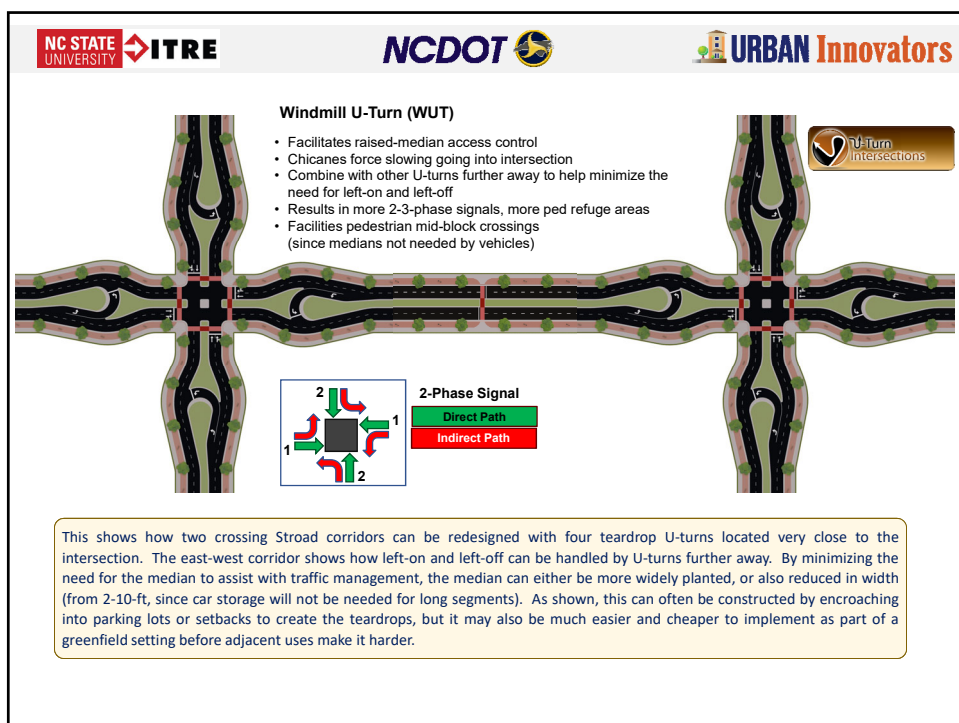 NC STATE
UNIVERSITY
ITRE
NCDOT
URBAN Innovators
Windmill U-Turn (WUT)
• Facilitates raised-median access control
• Chicanes force slowing going into intersection
• Combine with other U-turns further away to help minimize the
need for left-on and left-off
• Results in more 2-3-phase signals, more ped refuge areas
• Facilities pedestrian mid-block crossings
(since medians not needed by vehicles)
U-Turn
Intersections
2
1
1
2
2-Phase Signal
Direct Path
Indirect Path
This shows how two crossing Stroad corridors can be redesigned with four teardrop U-turns located very close to the
intersection. The east-west corridor shows how left-on and left-off can be handled by U-turns further away. By minimizing the
need for the median to assist with traffic management, the median can either be more widely planted, or also reduced in width
(from 2-10-ft, since car storage will not be needed for long segments). As shown, this can often be constructed by encroaching
into parking lots or setbacks to create the teardrops, but it may also be much easier and cheaper to implement as part of a
greenfield setting before adjacent uses make it harder.